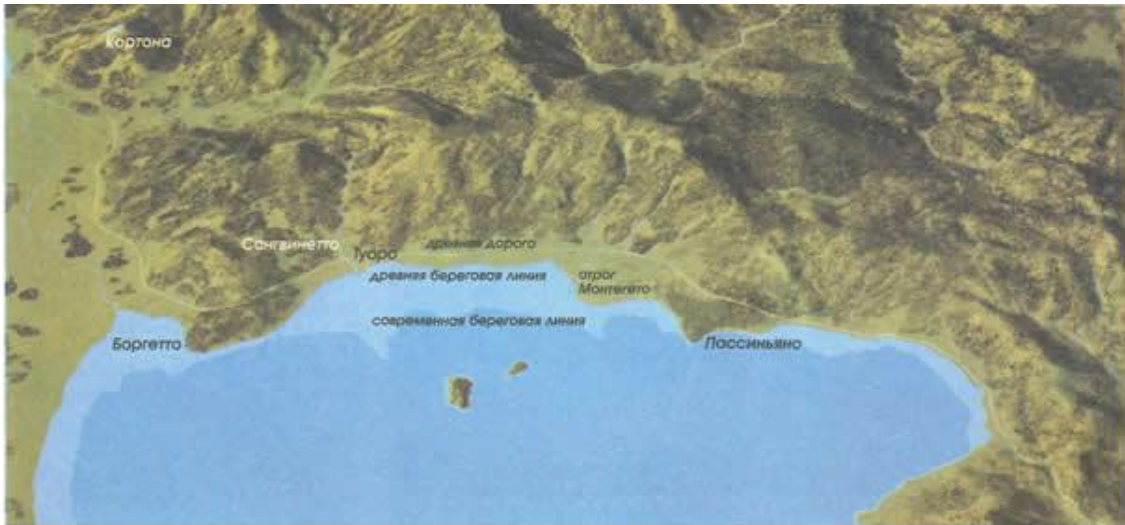 Кортона
Сангвинетто
Туоро
древняя дорога
древняя береговая линия
отрог
Монтегето
современная береговая линия
Боргетто
Пассиньяно